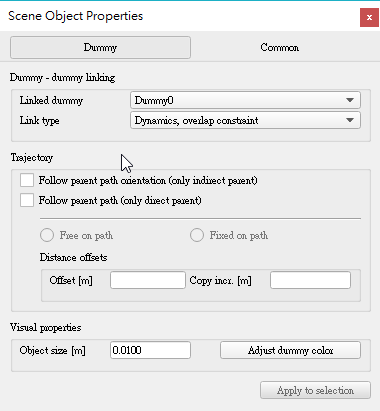 Scene Object Properties
x
Dummy
Common
Dummy - dummy linking
Linked dummy
Dummy0
Link type
Dynamics, overlap constraint
Trajectory
Follow parent path orientation (only indirect parent)
Follow parent path (only direct parent)
Free on path
Fixed on path
Distance offsets
Offset [m]
Copy incr. [m]
Visual properties
Object size [m]
0.0100
Adjust dummy color
Apply to selection